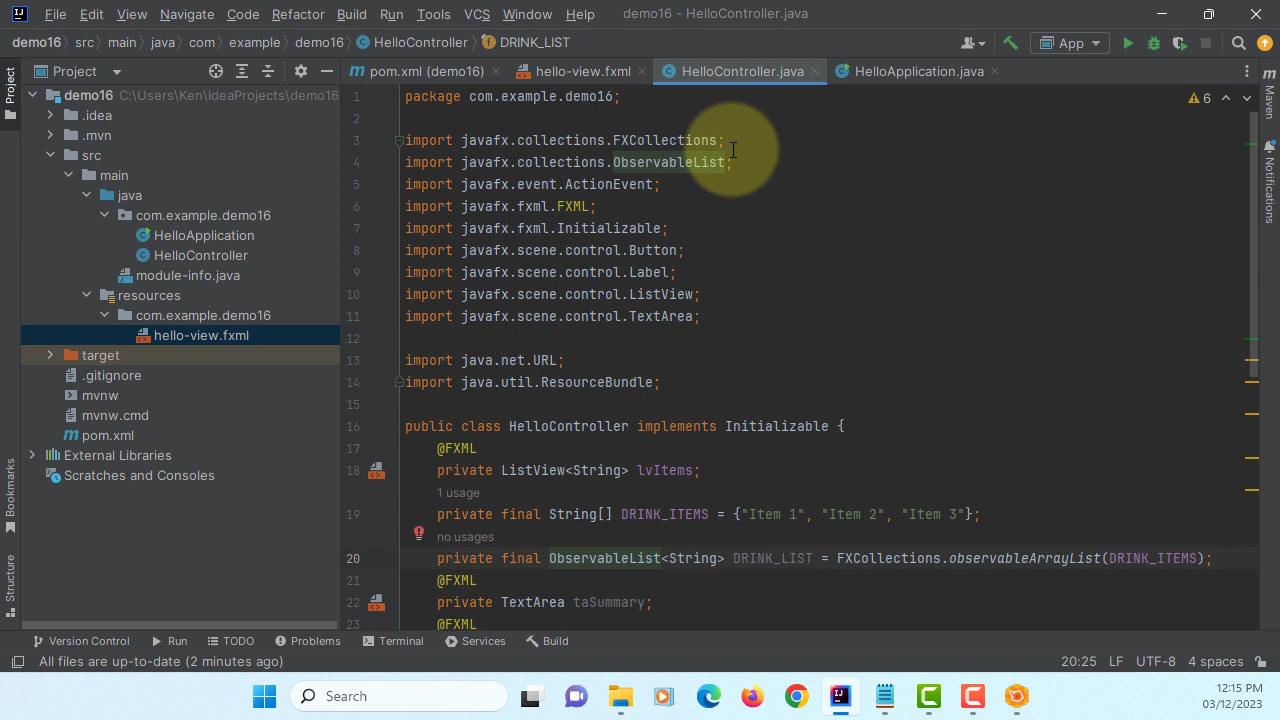 File Edit View Navigate Code Refactor Build Run Tools VCS Window Help demo16 - HelloController.java
demo16 src main java com example demo16 HelloController DRINK_LIST App
Project
Project
pom.xml (demo16) hello-view.fxml HelloController.java HelloApplication.java
Maven
Notifications
Bookmarks
Structure
demo16 C:\Users\Ken\IdeaProjects\demo16
.idea
.mvn
src
main
java
com.example.demo16
HelloApplication
HelloController
module-info.java
resources
com.example.demo16
hello-view.fxml
target
.gitignore
mvnw
mvnw.cmd
pom.xml
External Libraries
Scratches and Consoles
6
1 package com.example.demo16;
2
3 import javafx.collections.FXCollections;
4 import javafx.collections.ObservableList;
5 import javafx.event.ActionEvent;
6 import javafx.fxml.FXML;
7 import javafx.fxml.Initializable;
8 import javafx.scene.control.Button;
9 import javafx.scene.control.Label;
10 import javafx.scene.control.ListView;
11 import javafx.scene.control.TextArea;
12
13 import java.net.URL;
14 import java.util.ResourceBundle;
15
16 public class HelloController implements Initializable {
17 @FXML
18 private ListView<String> lvItems;
1 usage
19 private final String[] DRINK_ITEMS = {"Item 1", "Item 2", "Item 3"};
no usages
20 private final ObservableList<String> DRINK_LIST = FXCollections.observableArrayList(DRINK_ITEMS);
21 @FXML
22 private TextArea taSummary;
23 @FXML
Version Control Run TODO Problems Terminal Services Build
All files are up-to-date (2 minutes ago) 20:25 LF UTF-8 4 spaces
Search
12:15 PM
03/12/2023